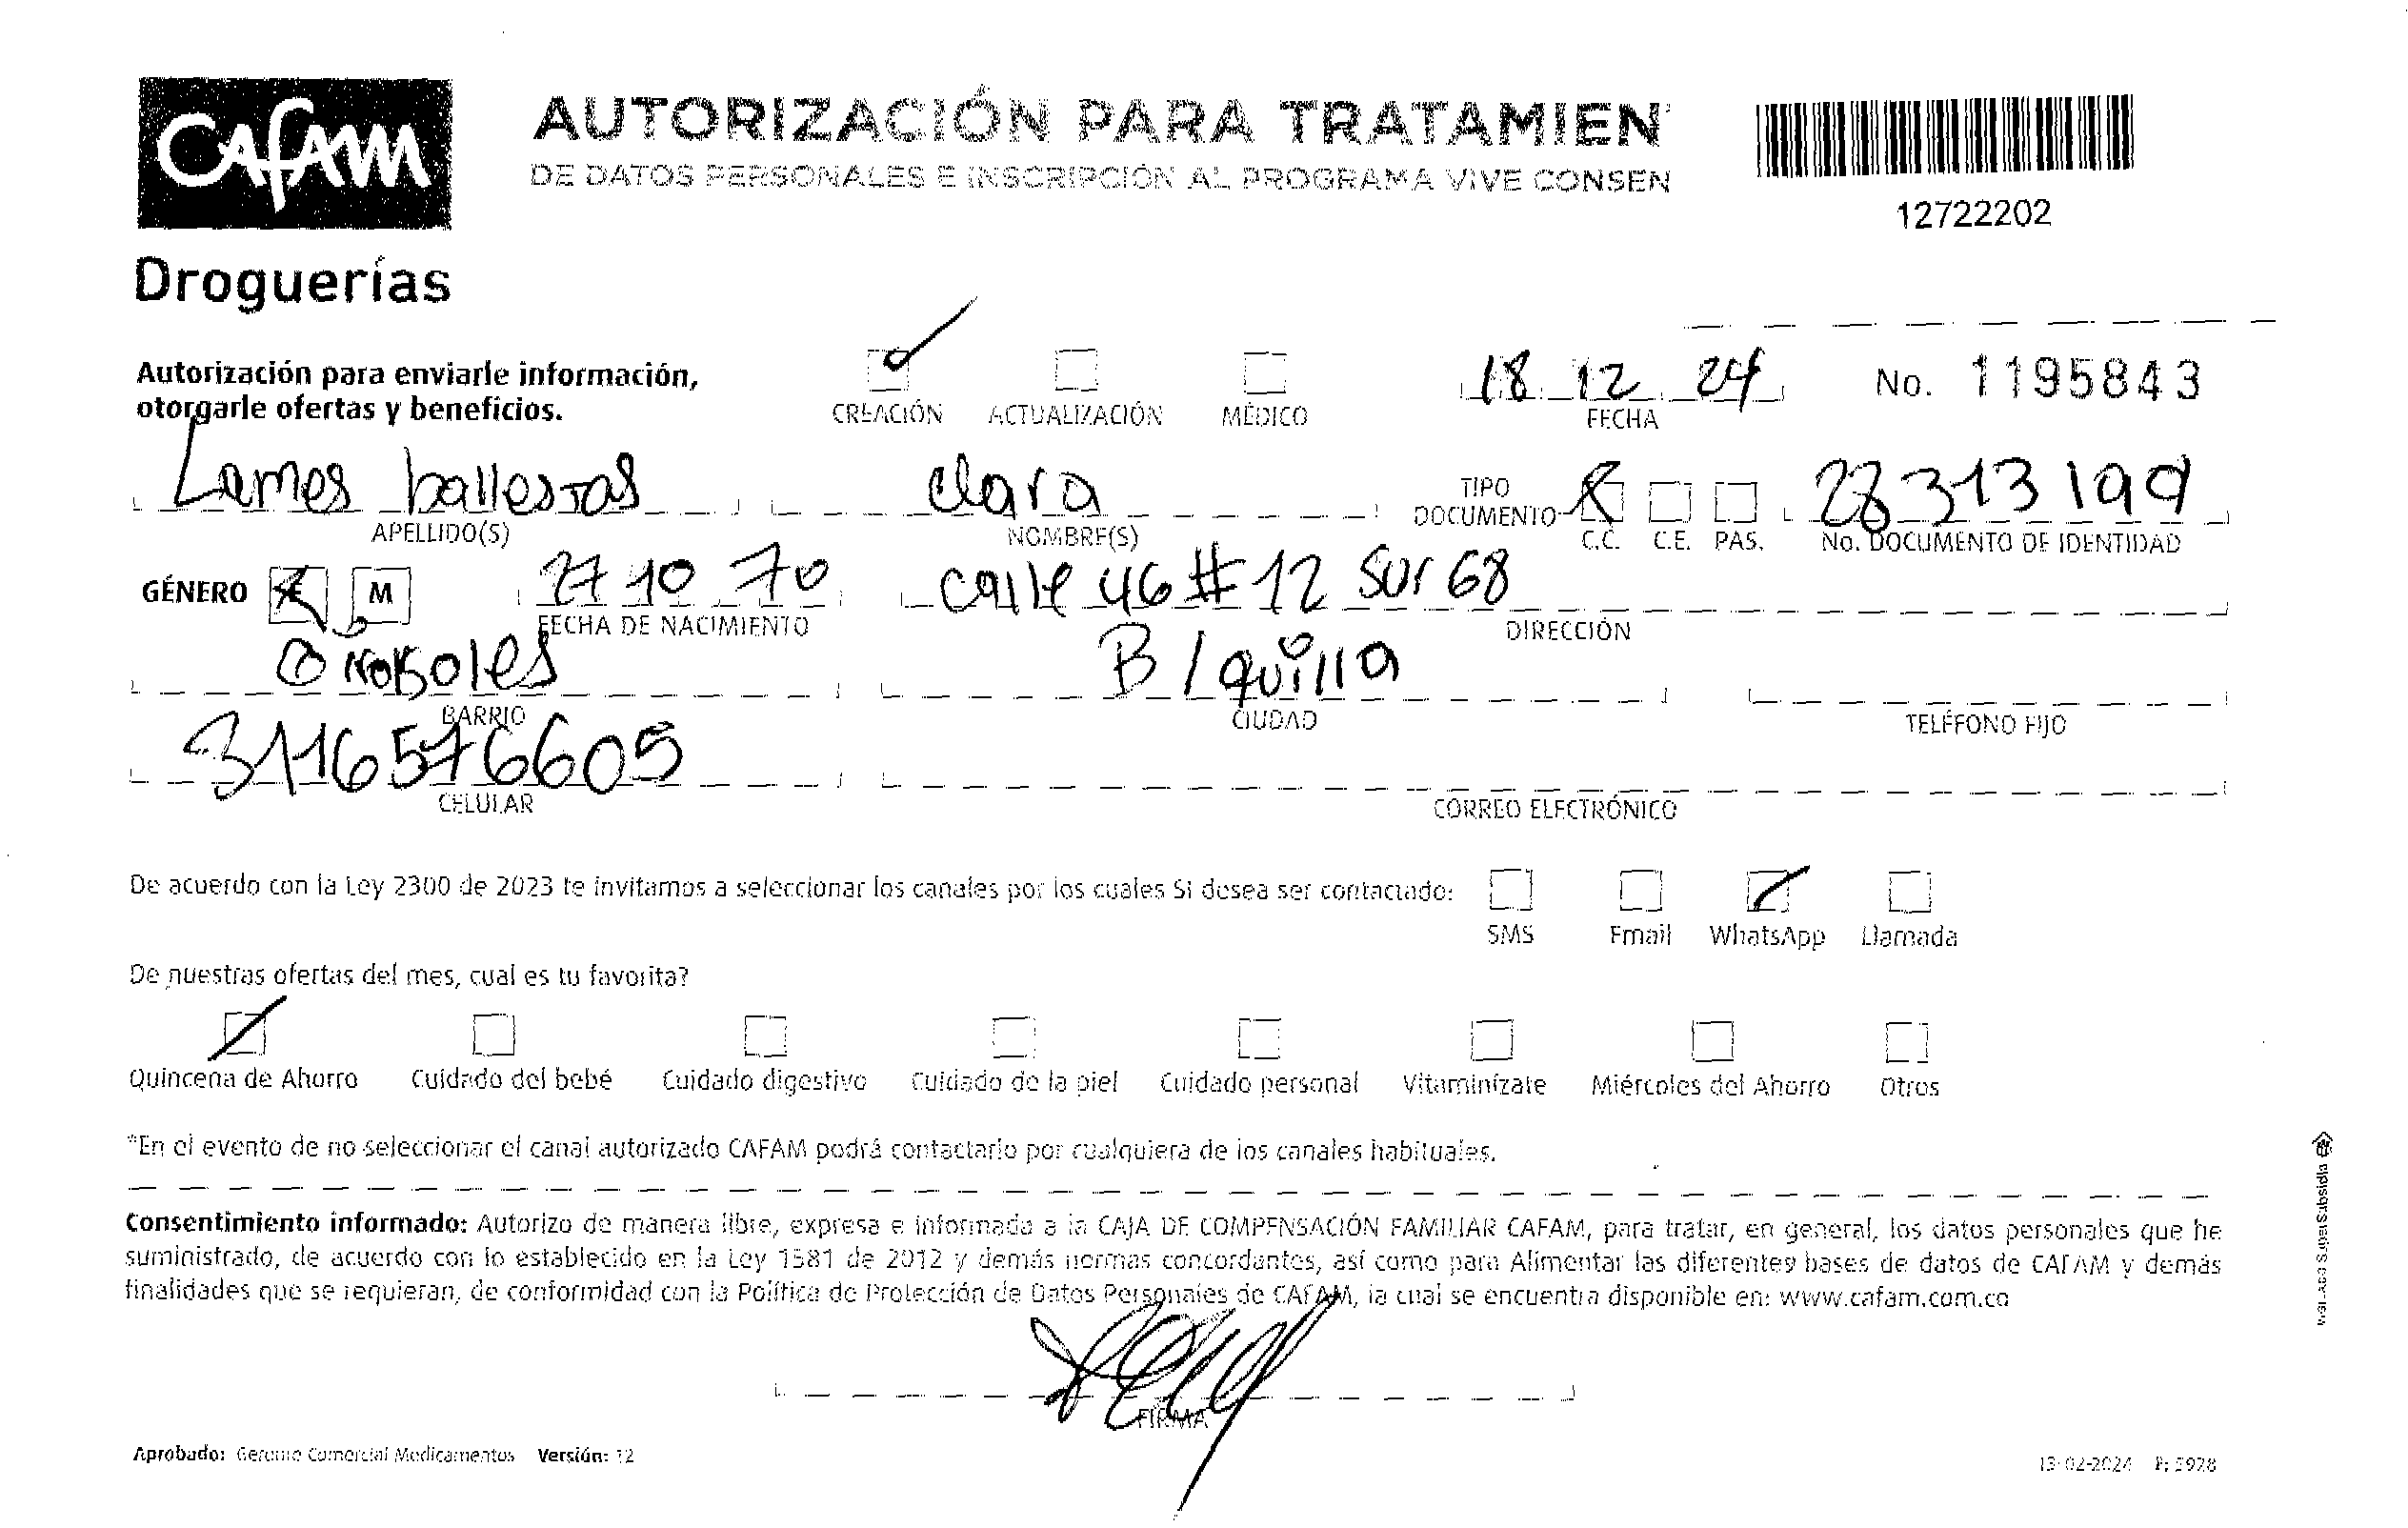 CAFAM
Droguerías
AUTORIZACIÓN PARA TRATAMIEN
DE DATOS PERSONALES E INSCRIPCIÓN AL PROGRAMA VIVE CONSEN
12722202
Autorización para enviarle información,
otorgarle ofertas y beneficios.
CREACIÓN ACTUALIZACIÓN MÉDICO
18 12 24
FECHA
No. 1195843
Lames ballestas clara
APELLIDO(S) NOMBRE(S)
TIPO DOCUMENTO C.C. C.E. PAS.
28313199
No. DOCUMENTO DE IDENTIDAD
GÉNERO F M
27 10 70 calle 46 # 12 Sur 68
FECHA DE NACIMIENTO DIRECCIÓN
B/quilla
BARRIO CIUDAD TELÉFONO FIJO
3116576605
CELULAR CORREO ELECTRÓNICO
De acuerdo con la Ley 2300 de 2023 te invitamos a seleccionar los canales por los cuales Si desea ser contactado:
SMS Email WhatsApp Llamada
De nuestras ofertas del mes, cual es tu favorita?
Quincena de Ahorro Cuidado del bebé Cuidado digestivo Cuidado de la piel Cuidado personal Vitaminízate Miércoles del Ahorro Otros
*En el evento de no seleccionar el canal autorizado CAFAM podrá contactarlo por cualquiera de los canales habituales.
Consentimiento informado: Autorizo de manera libre, expresa e informada a la CAJA DE COMPENSACIÓN FAMILIAR CAFAM, para tratar, en general, los datos personales que he
suministrado, de acuerdo con lo establecido en la Ley 1581 de 2012 y demás normas concordantes, así como para Alimentar las diferentes bases de datos de CAFAM y demás
finalidades que se requieran, de conformidad con la Política de Protección de Datos Personales de CAFAM, la cual se encuentra disponible en: www.cafam.com.co
FIRMA
Aprobado: Gerente Comercial Medicamentos Versión: 12
13-02-2024 P: 5928